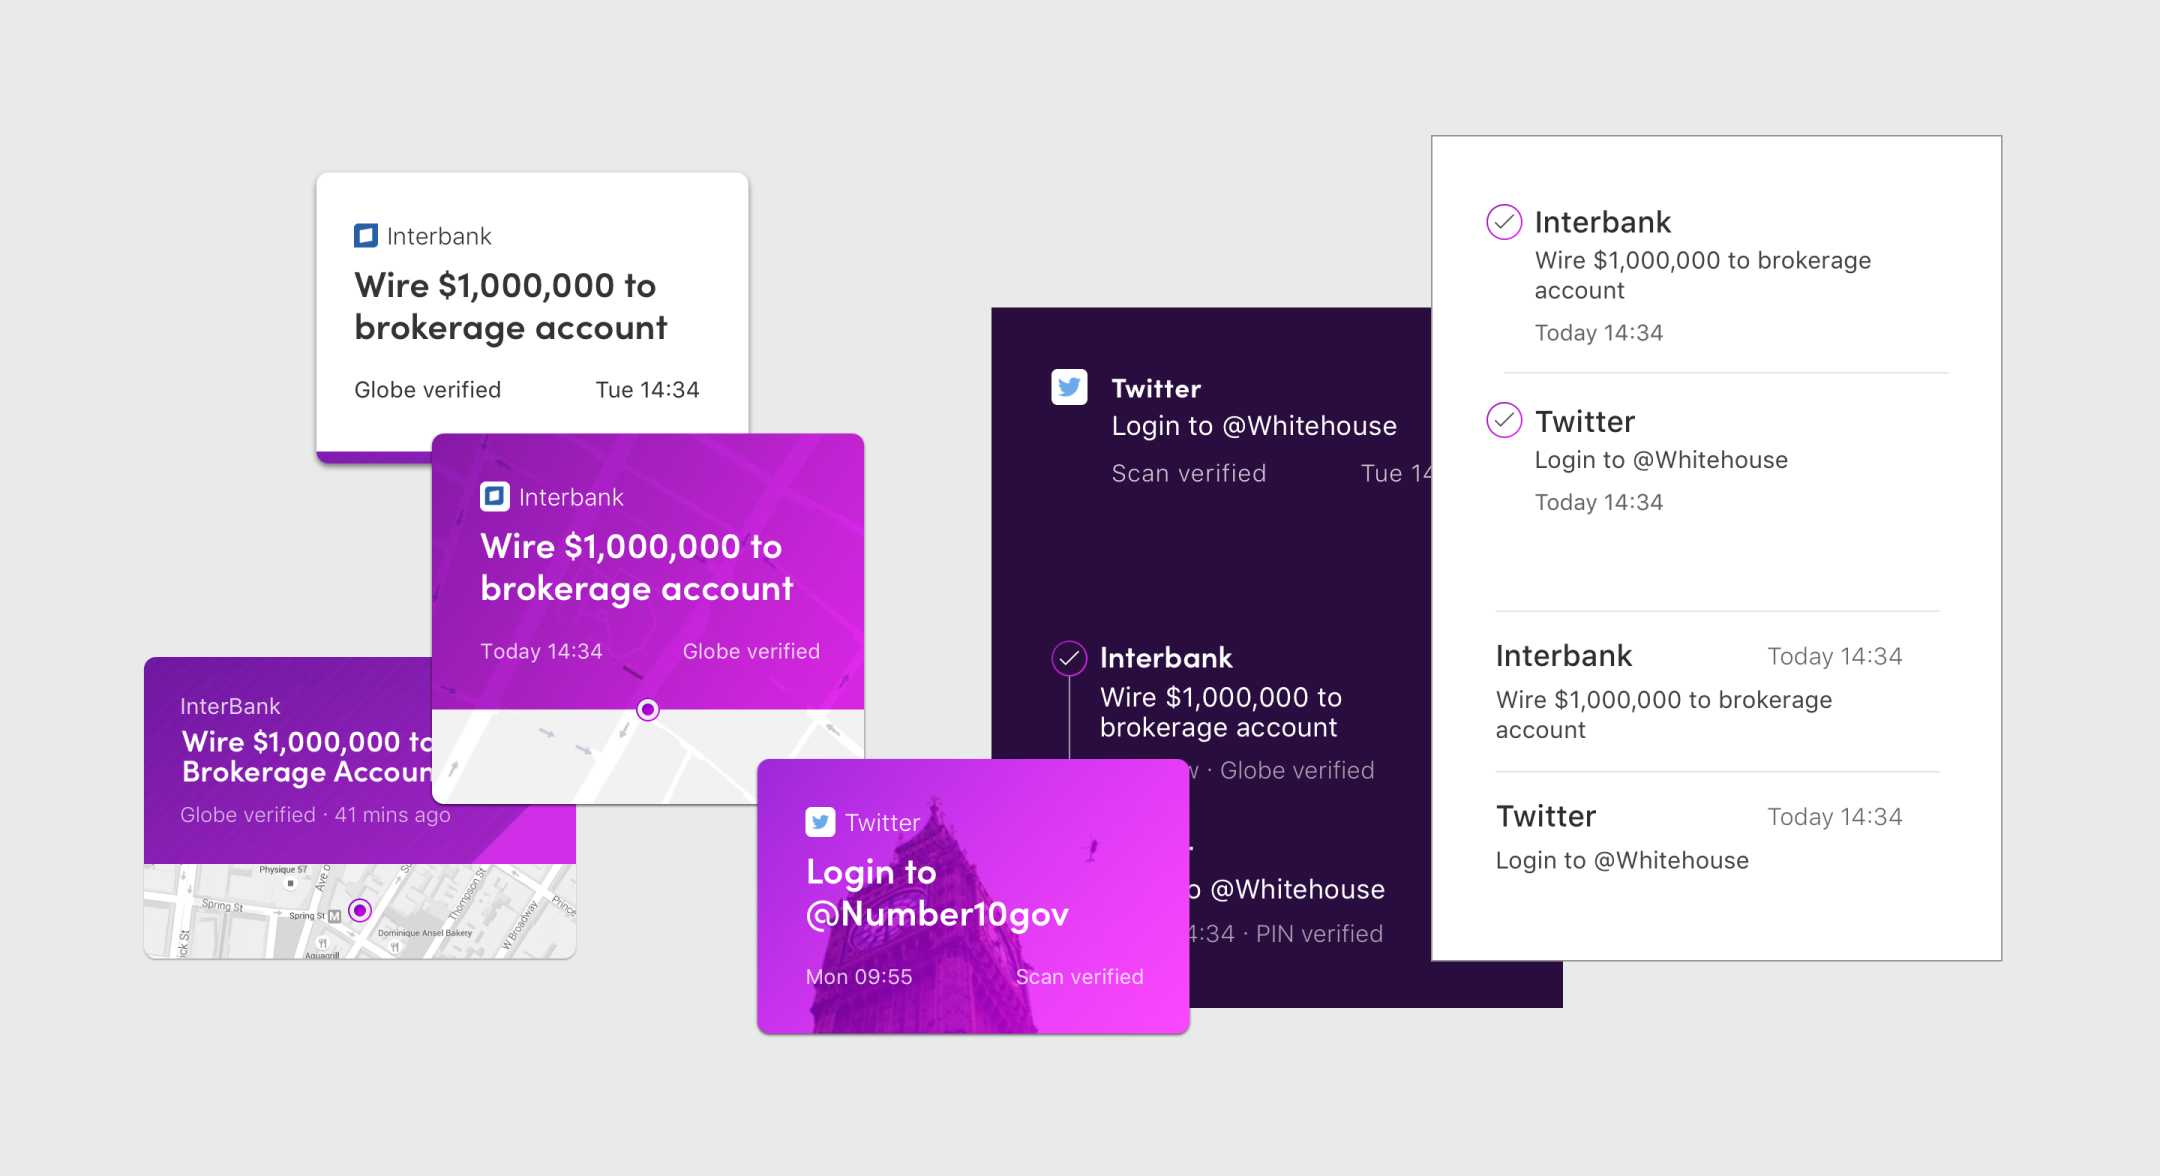 Interbank
Wire $1,000,000 to
brokerage account
Globe verified Tue 14:34
Interbank
Wire $1,000,000 to
brokerage account
Today 14:34 Globe verified
InterBank
Wire $1,000,000 to
Brokerage Accoun
Globe verified · 41 mins ago
Physique 57
Ave o
Spring St
Spring St M
Thompson St
W Broadway
Prince
Dominique Ansel Bakery
Aquagrill
ick St
Twitter
Login to
@Number10gov
Mon 09:55 Scan verified
Twitter
Login to @Whitehouse
Scan verified Tue 14
Interbank
Wire $1,000,000 to
brokerage account
w · Globe verified
o @Whitehouse
4:34 · PIN verified
Interbank
Wire $1,000,000 to brokerage
account
Today 14:34
Twitter
Login to @Whitehouse
Today 14:34
Interbank Today 14:34
Wire $1,000,000 to brokerage
account
Twitter Today 14:34
Login to @Whitehouse